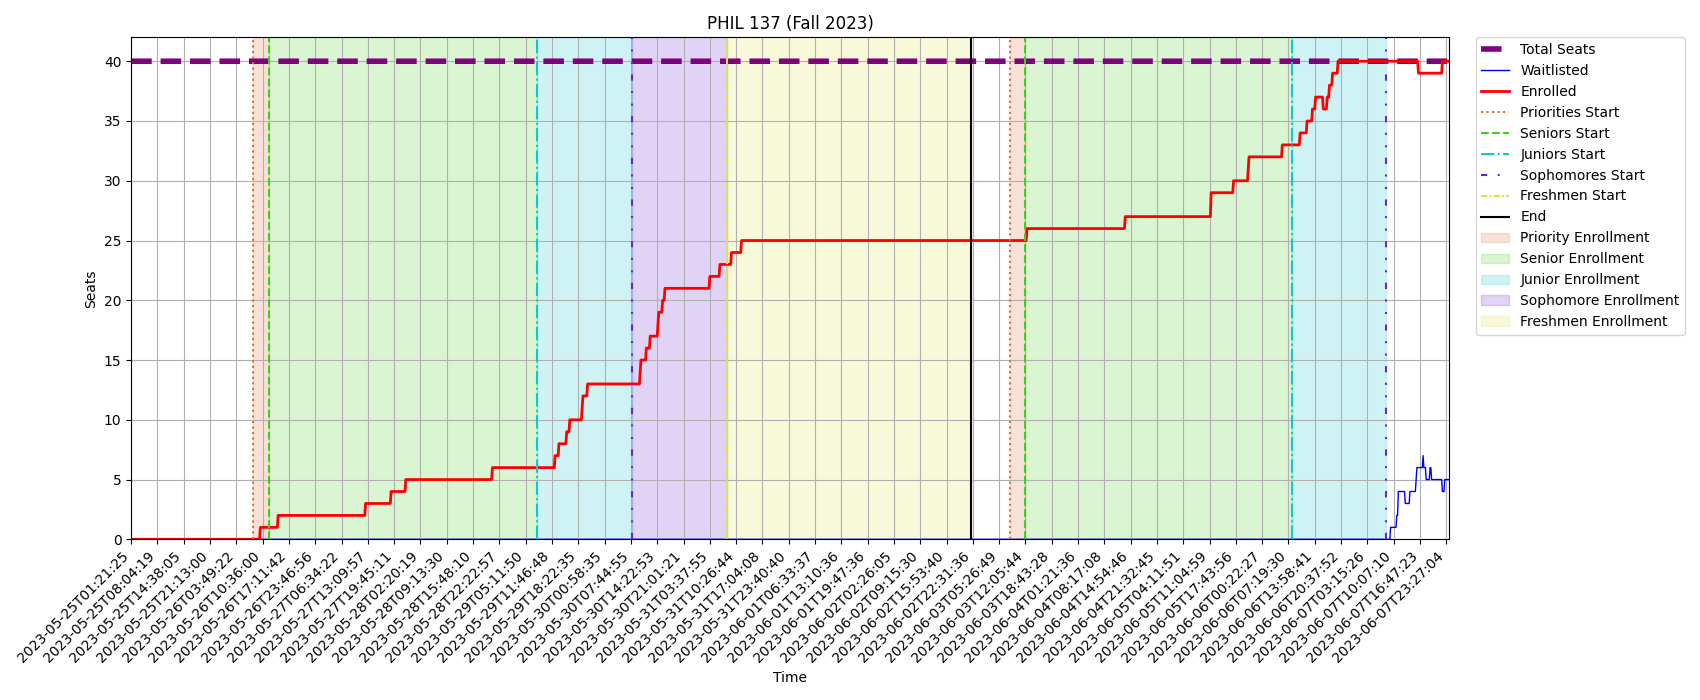 PHIL 137 (Fall 2023)
Seats
40
35
30
25
20
15
10
5
0
2023-05-25T01:21:25
2023-05-25T08:04:19
2023-05-25T14:38:05
2023-05-25T21:13:00
2023-05-26T03:49:22
2023-05-26T10:36:00
2023-05-26T17:11:42
2023-05-26T23:46:56
2023-05-27T06:34:22
2023-05-27T13:09:57
2023-05-27T19:45:11
2023-05-28T02:20:19
2023-05-28T09:13:30
2023-05-28T15:48:10
2023-05-28T22:22:57
2023-05-29T05:11:50
2023-05-29T11:46:48
2023-05-29T18:22:35
2023-05-30T00:58:35
2023-05-30T07:44:55
2023-05-30T14:22:53
2023-05-30T21:01:21
2023-05-31T03:37:55
2023-05-31T10:26:44
2023-05-31T17:04:08
2023-05-31T23:40:40
2023-06-01T06:33:37
2023-06-01T13:10:36
2023-06-01T19:47:36
2023-06-02T02:26:05
2023-06-02T09:15:30
2023-06-02T15:53:40
2023-06-02T22:31:36
2023-06-03T05:26:49
2023-06-03T12:05:44
2023-06-03T18:43:28
2023-06-04T01:21:36
2023-06-04T08:17:08
2023-06-04T14:54:46
2023-06-04T21:32:45
2023-06-05T04:11:51
2023-06-05T11:04:59
2023-06-05T17:43:56
2023-06-06T00:22:27
2023-06-06T07:19:30
2023-06-06T13:58:41
2023-06-06T20:37:52
2023-06-07T03:15:26
2023-06-07T10:07:10
2023-06-07T16:47:23
2023-06-07T23:27:04
Time
Total Seats
Waitlisted
Enrolled
Priorities Start
Seniors Start
Juniors Start
Sophomores Start
Freshmen Start
End
Priority Enrollment
Senior Enrollment
Junior Enrollment
Sophomore Enrollment
Freshmen Enrollment